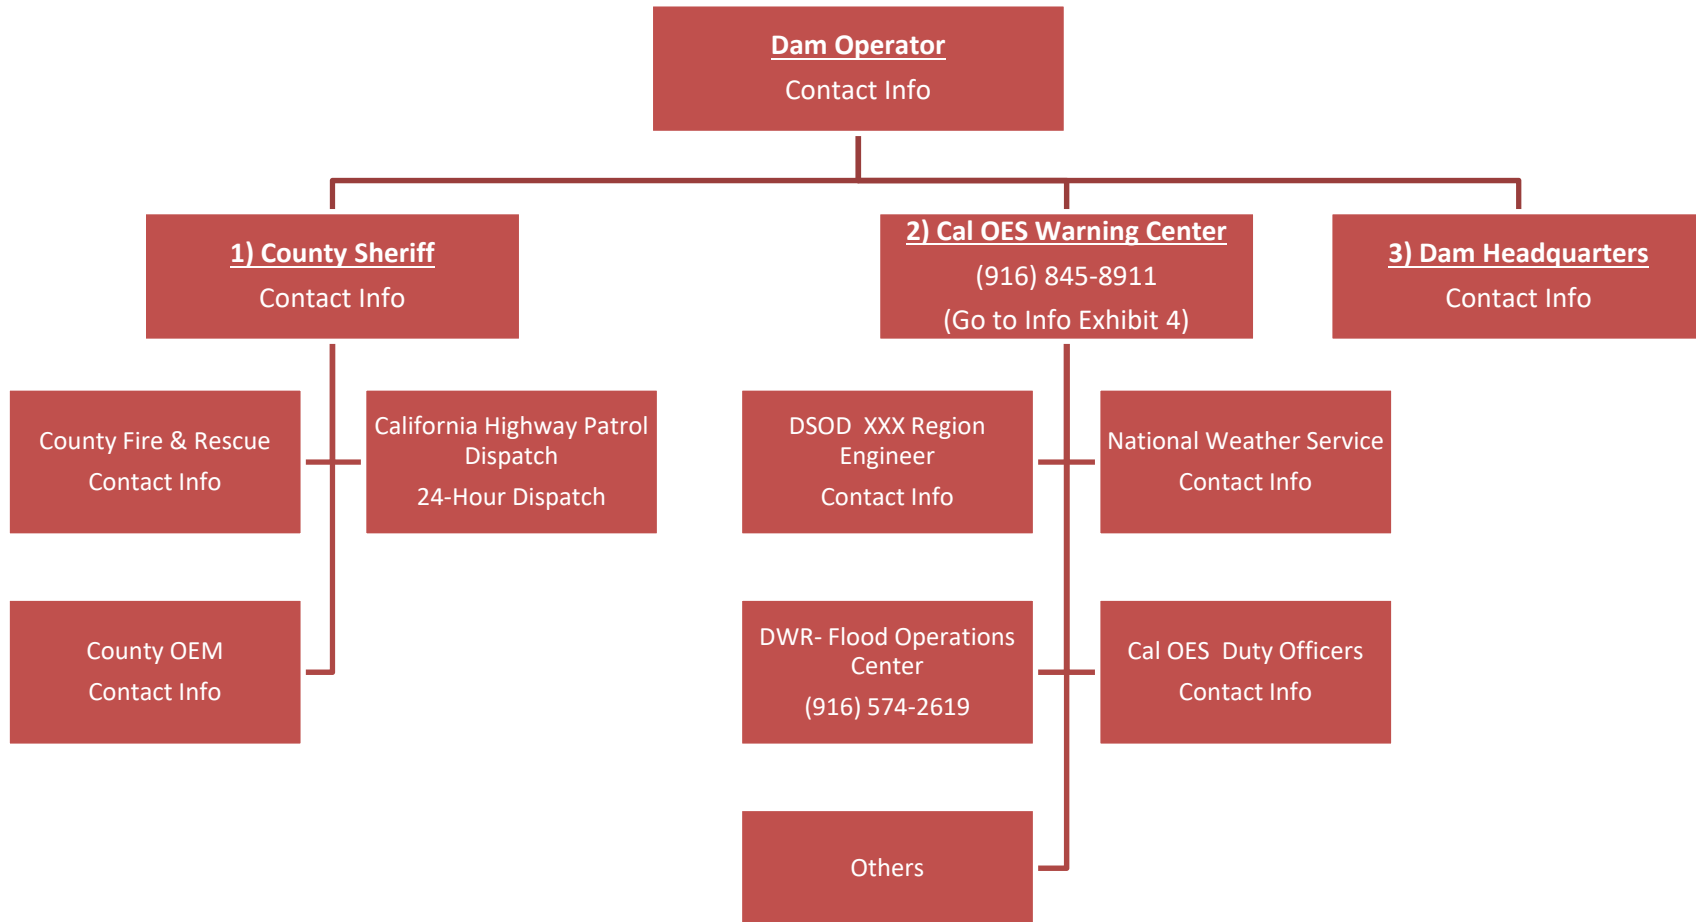 Dam Operator
Contact Info
1) County Sheriff
Contact Info
2) Cal OES Warning Center
(916) 845-8911
(Go to Info Exhibit 4)
3) Dam Headquarters
Contact Info
County Fire & Rescue
Contact Info
California Highway Patrol
Dispatch
24-Hour Dispatch
DSOD  XXX Region
Engineer
Contact Info
National Weather Service
Contact Info
County OEM
Contact Info
DWR- Flood Operations
Center
(916) 574-2619
Cal OES  Duty Officers
Contact Info
Others